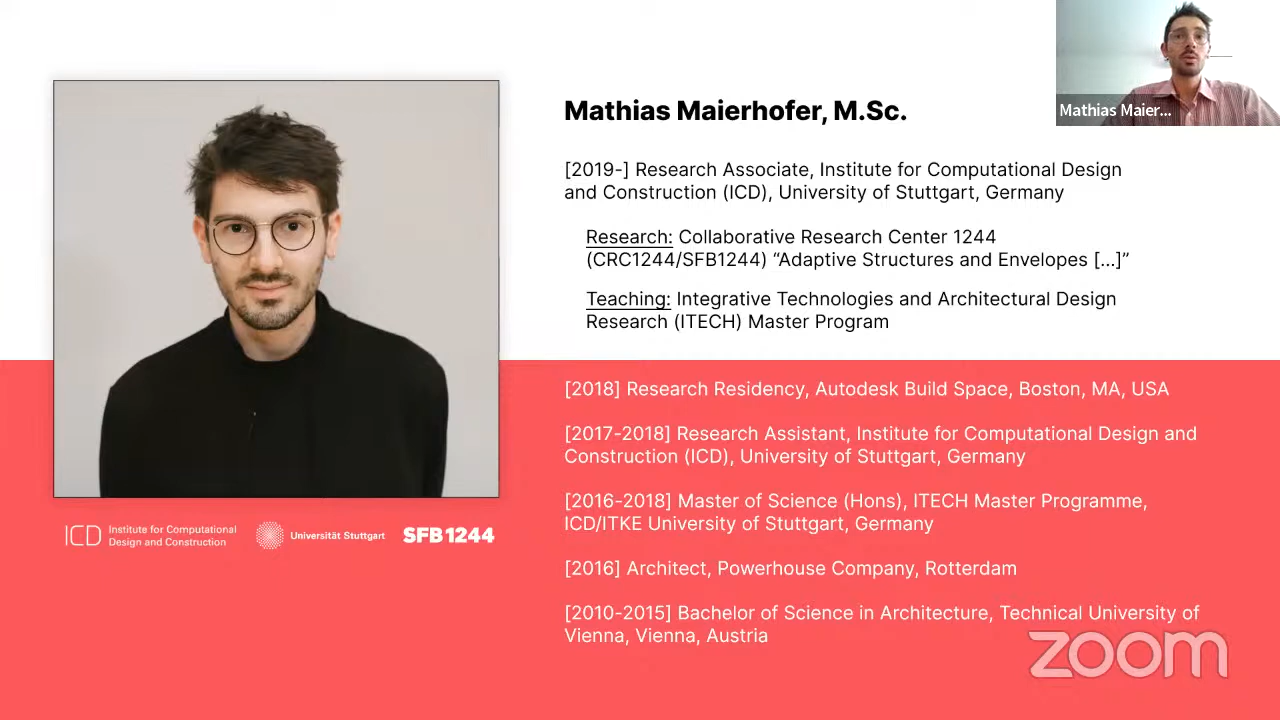 Mathias Maierhofer, M.Sc.
Mathias Maier...
[2019-] Research Associate, Institute for Computational Design
and Construction (ICD), University of Stuttgart, Germany
Research: Collaborative Research Center 1244
(CRC1244/SFB1244) “Adaptive Structures and Envelopes [...]”
Teaching: Integrative Technologies and Architectural Design
Research (ITECH) Master Program
[2018] Research Residency, Autodesk Build Space, Boston, MA, USA
[2017-2018] Research Assistant, Institute for Computational Design and
Construction (ICD), University of Stuttgart, Germany
[2016-2018] Master of Science (Hons), ITECH Master Programme,
ICD/ITKE University of Stuttgart, Germany
[2016] Architect, Powerhouse Company, Rotterdam
[2010-2015] Bachelor of Science in Architecture, Technical University of
Vienna, Vienna, Austria
ICD Institute for Computational
Design and Construction
Universität Stuttgart
SFB1244
zoom